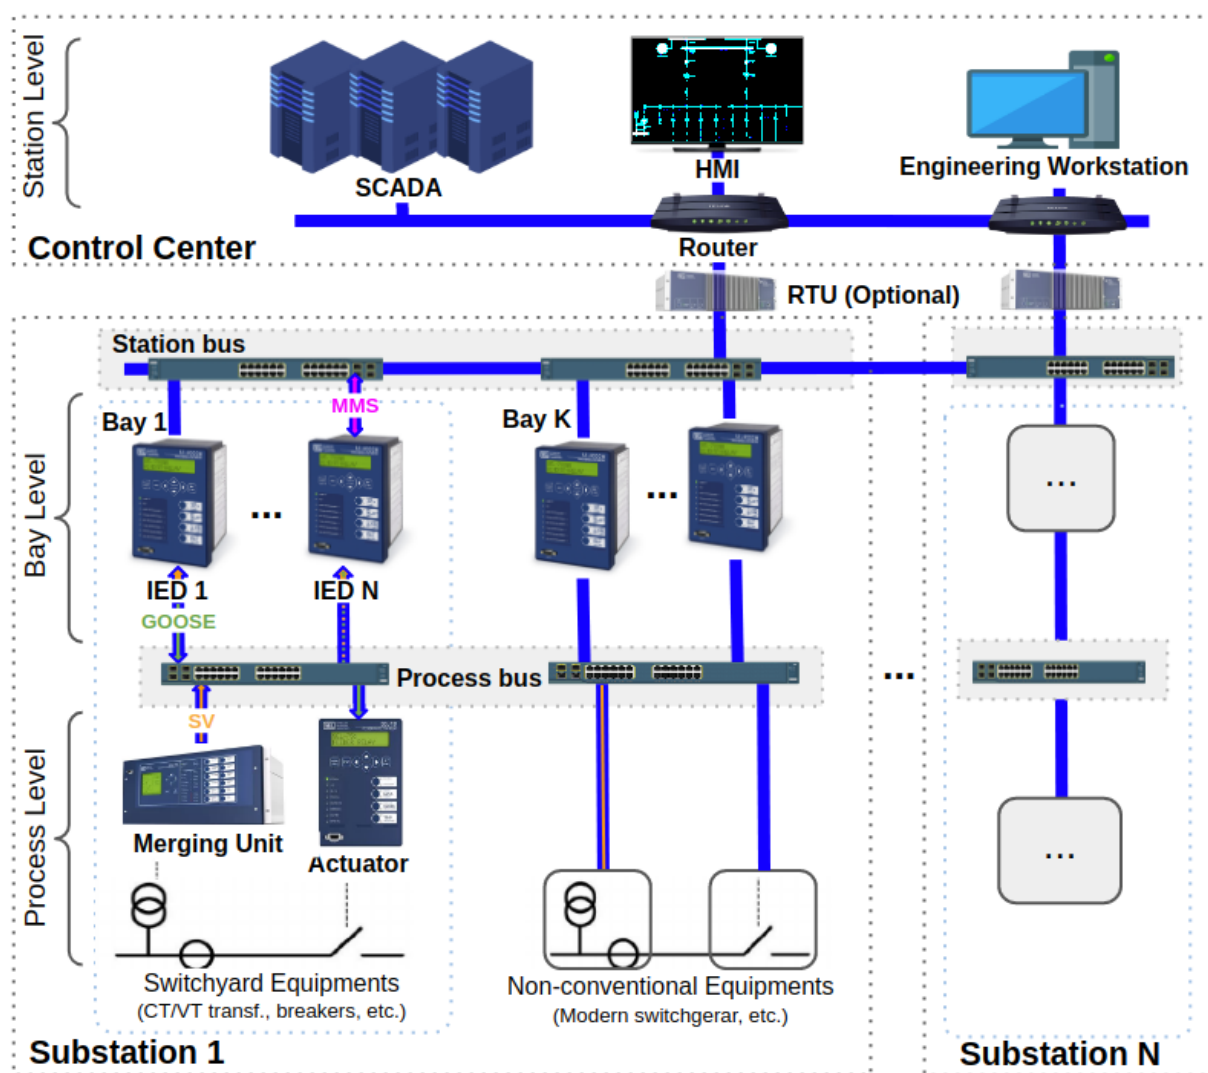 Station Level
SCADA
HMI
Engineering Workstation
Control Center
Router
RTU (Optional)
Station bus
Bay Level
Bay 1
MMS
Bay K
...
...
...
IED 1
IED N
GOOSE
Process bus
...
SV
Process Level
Merging Unit
Actuator
...
Switchyard Equipments
(CT/VT transf., breakers, etc.)
Non-conventional Equipments
(Modern switchgerar, etc.)
Substation 1
Substation N